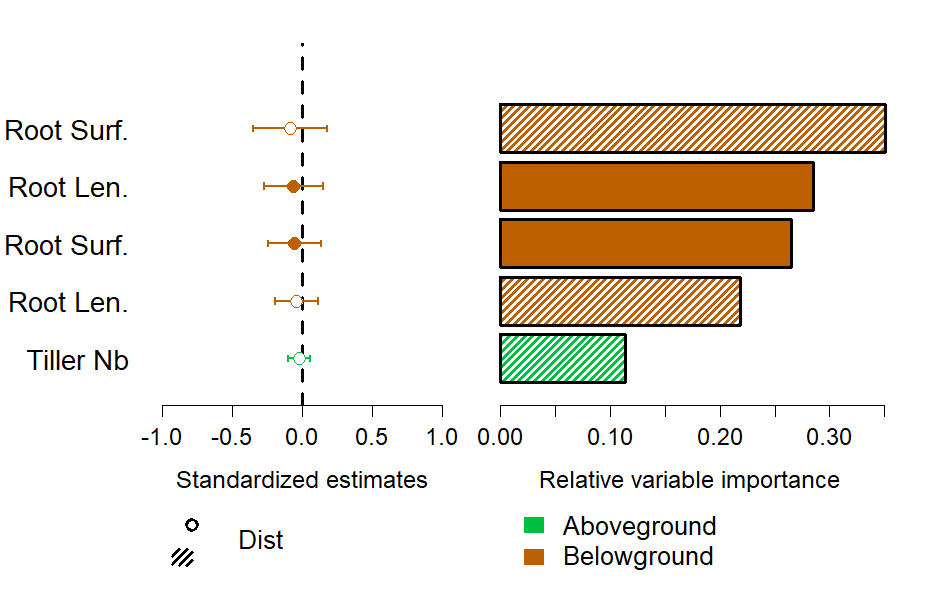 Root Surf.
Root Len.
Root Surf.
Root Len.
Tiller Nb
-1.0 -0.5 0.0 0.5 1.0
0.00 0.10 0.20 0.30
Standardized estimates
Relative variable importance
Dist
Aboveground
Belowground